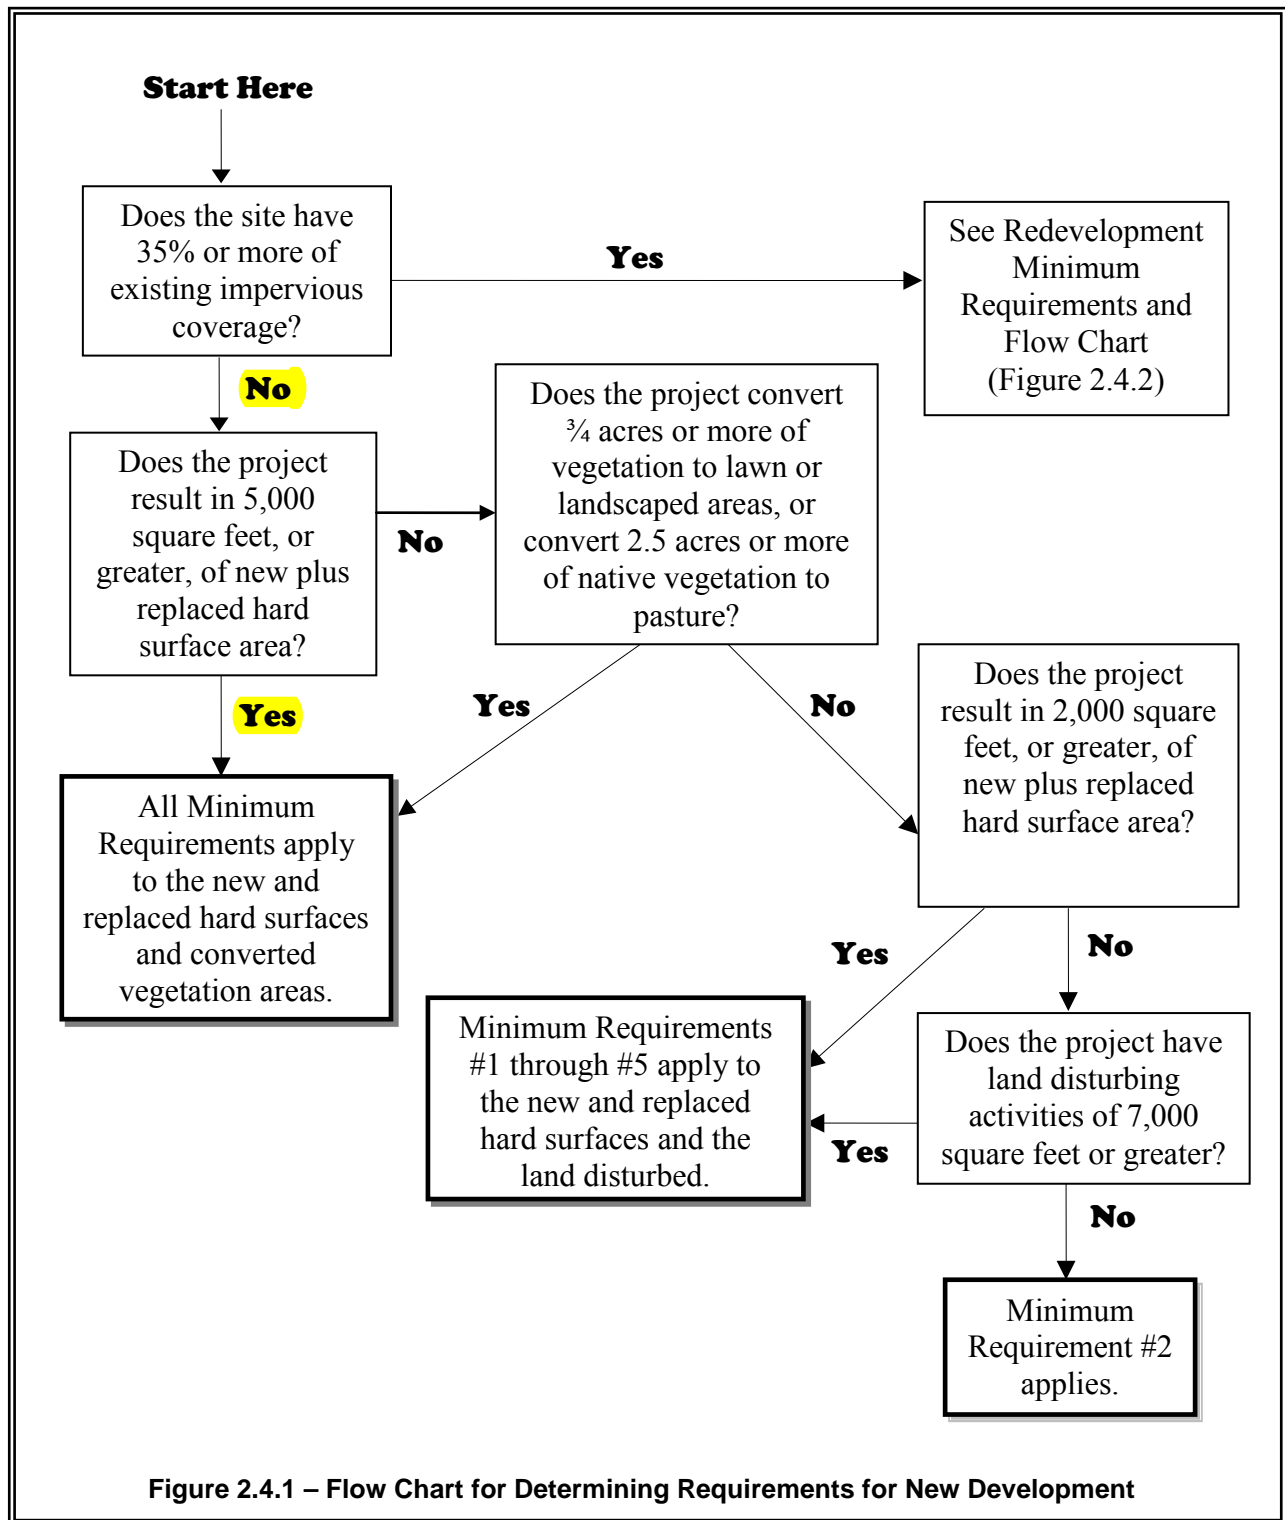 Start Here
Does the site have
35% or more of
existing impervious
coverage?
Yes
See Redevelopment
Minimum
Requirements and
Flow Chart
(Figure 2.4.2)
No
Does the project
result in 5,000
square feet, or
greater, of new plus
replaced hard
surface area?
No
Does the project convert
¾ acres or more of
vegetation to lawn or
landscaped areas, or
convert 2.5 acres or more
of native vegetation to
pasture?
Yes
Yes
No
Does the project
result in 2,000 square
feet, or greater, of
new plus replaced
hard surface area?
All Minimum
Requirements apply
to the new and
replaced hard surfaces
and converted
vegetation areas.
Yes
No
Minimum Requirements
#1 through #5 apply to
the new and replaced
hard surfaces and the
land disturbed.
Does the project have
land disturbing
activities of 7,000
square feet or greater?
Yes
No
Minimum
Requirement #2
applies.
Figure 2.4.1 – Flow Chart for Determining Requirements for New Development